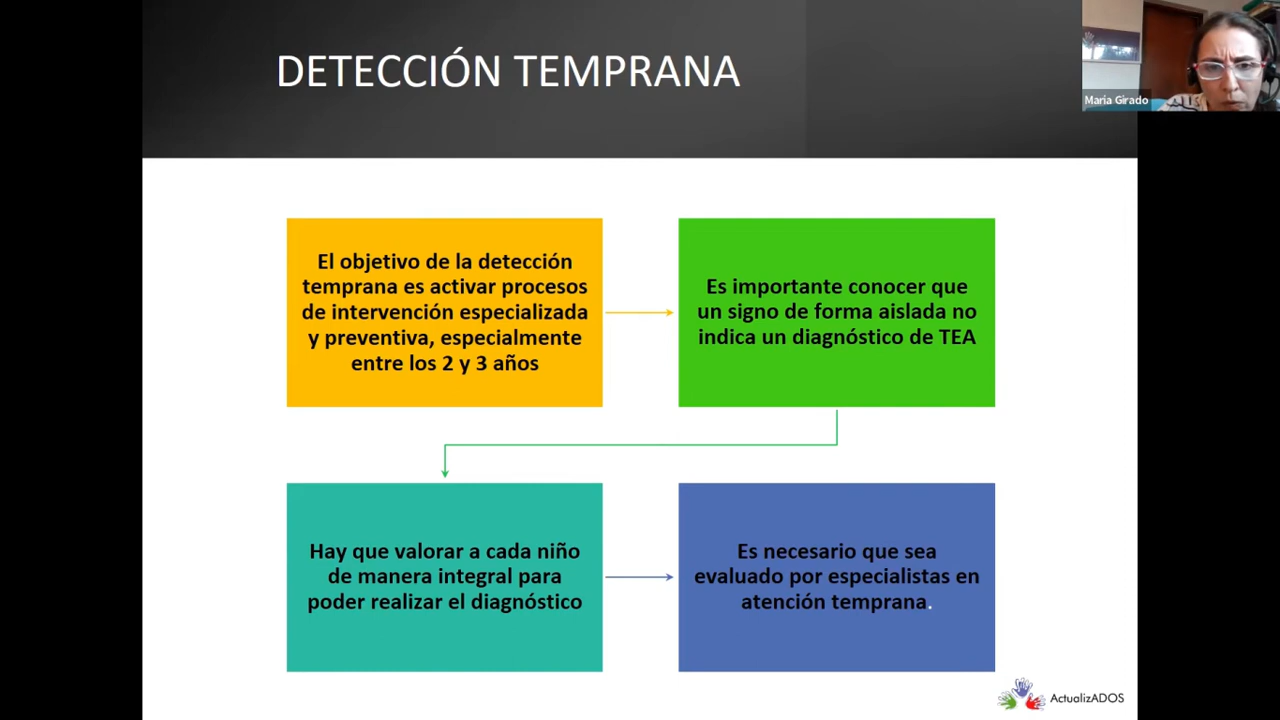 DETECCIÓN TEMPRANA
Maria Girado
El objetivo de la detección
temprana es activar procesos
de intervención especializada
y preventiva, especialmente
entre los 2 y 3 años
Es importante conocer que
un signo de forma aislada no
indica un diagnóstico de TEA
Hay que valorar a cada niño
de manera integral para
poder realizar el diagnóstico
Es necesario que sea
evaluado por especialistas en
atención temprana.
ActualizADOS